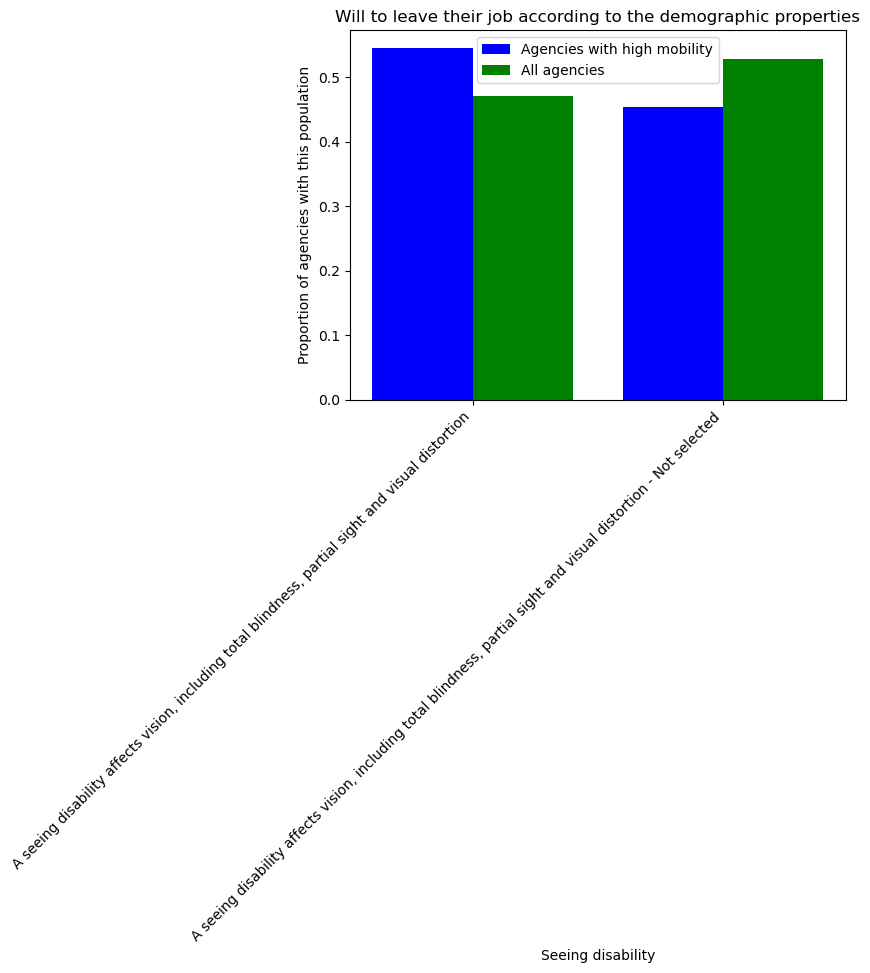 Will to leave their job according to the demographic properties
Agencies with high mobility
All agencies
Proportion of agencies with this population
0.5
0.4
0.3
0.2
0.1
0.0
A seeing disability affects vision, including total blindness, partial sight and visual distortion
A seeing disability affects vision, including total blindness, partial sight and visual distortion - Not selected
Seeing disability